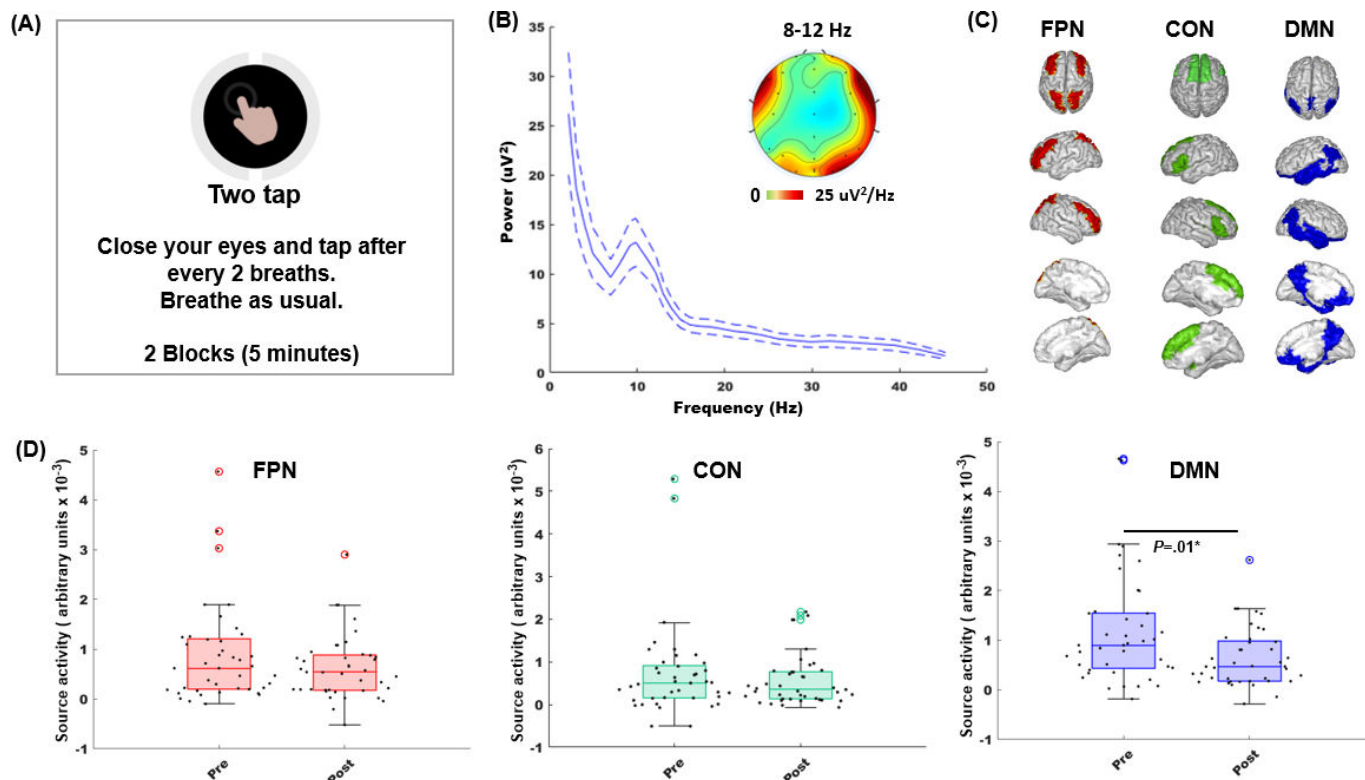 (A)
Two tap
Close your eyes and tap after
every 2 breaths.
Breathe as usual.
2 Blocks (5 minutes)
(B)
8-12 Hz
35
30
25
20
15
10
5
0
Power (uV²)
0
25 uV²/Hz
0
10
20
30
40
50
Frequency (Hz)
(C)
FPN
CON
DMN
(D)
FPN
Source activity ( arbitrary units x 10⁻³)
5
4
3
2
1
0
-1
Pre
Post
CON
Source activity ( arbitrary units x 10⁻³)
6
5
4
3
2
1
0
-1
Pre
Post
DMN
P=.01*
Source activity ( arbitrary units x 10⁻³)
5
4
3
2
1
0
-1
Pre
Post